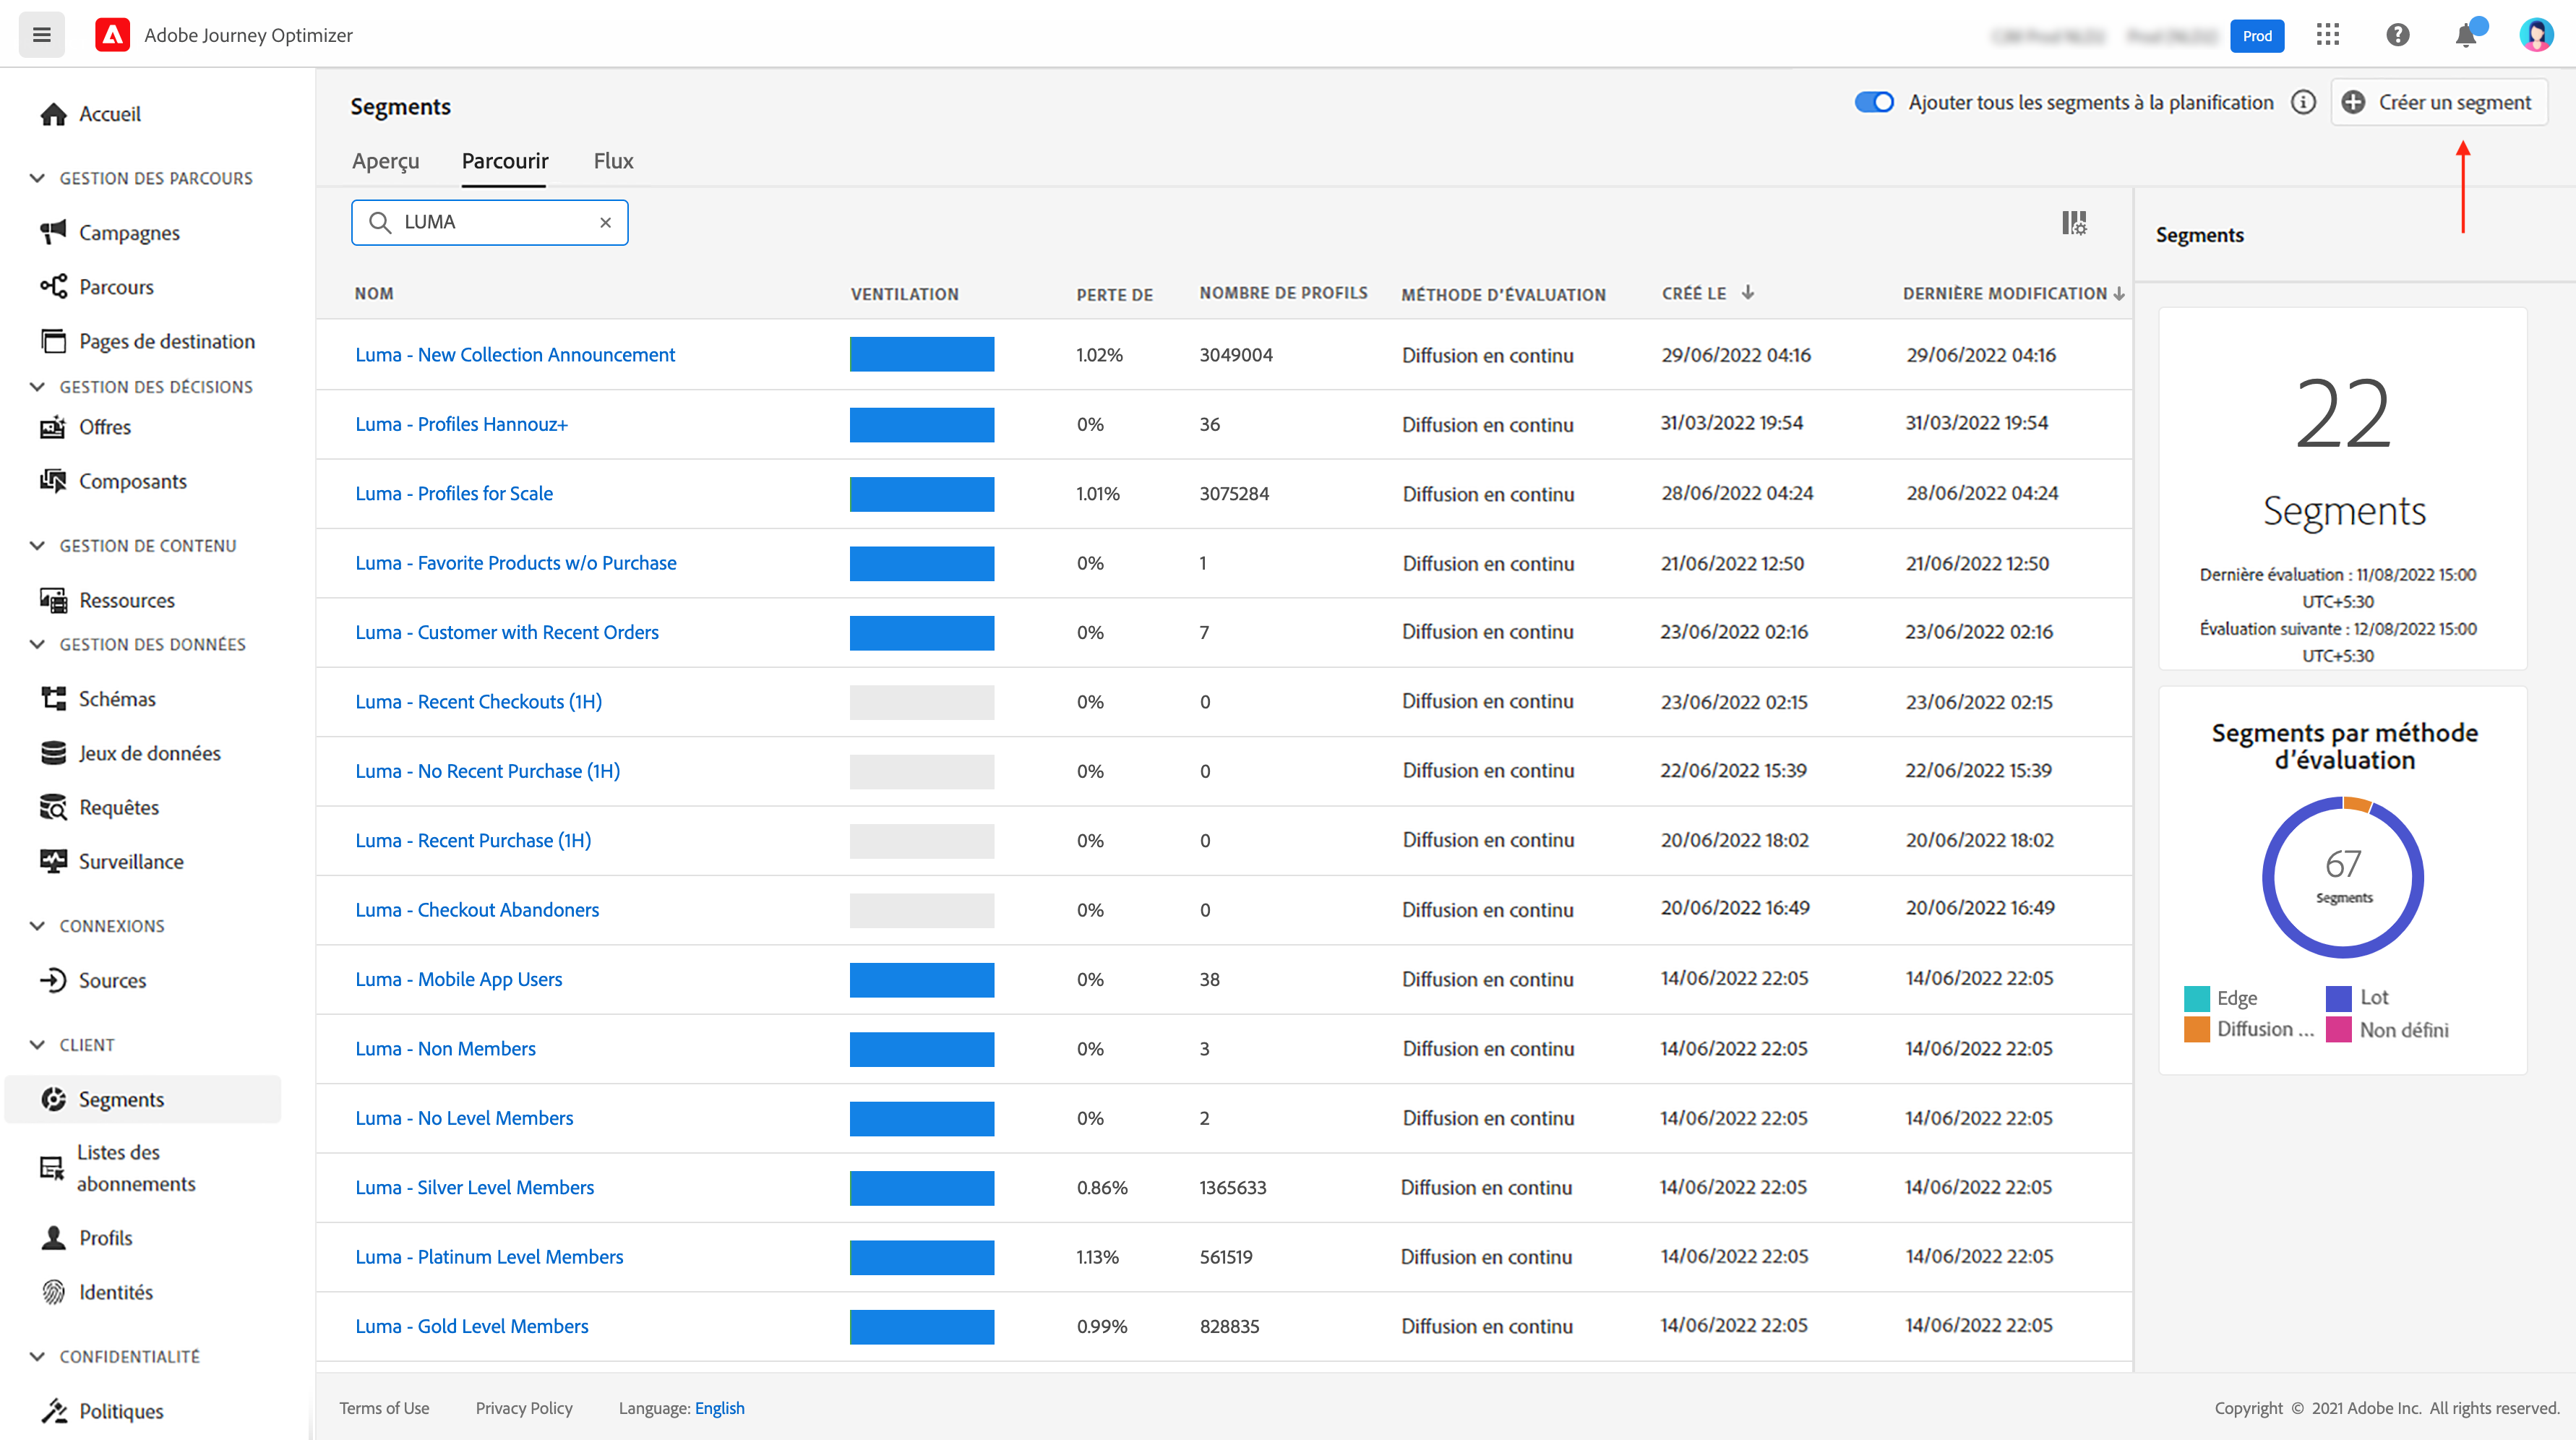 Adobe Journey Optimizer
Prod
Accueil
GESTION DES PARCOURS
Campagnes
Parcours
Pages de destination
GESTION DES DÉCISIONS
Offres
Composants
GESTION DE CONTENU
Ressources
GESTION DES DONNÉES
Schémas
Jeux de données
Requêtes
Surveillance
CONNEXIONS
Sources
CLIENT
Segments
Listes des
abonnements
Profils
Identités
CONFIDENTIALITÉ
Politiques
Segments
Ajouter tous les segments à la planification
Créer un segment
Aperçu Parcourir Flux
LUMA
NOM VENTILATION PERTE DE NOMBRE DE PROFILS MÉTHODE D'ÉVALUATION CRÉÉ LE DERNIÈRE MODIFICATION
Luma - New Collection Announcement 1.02% 3049004 Diffusion en continu 29/06/2022 04:16 29/06/2022 04:16
Luma - Profiles Hannouz+ 0% 36 Diffusion en continu 31/03/2022 19:54 31/03/2022 19:54
Luma - Profiles for Scale 1.01% 3075284 Diffusion en continu 28/06/2022 04:24 28/06/2022 04:24
Luma - Favorite Products w/o Purchase 0% 1 Diffusion en continu 21/06/2022 12:50 21/06/2022 12:50
Luma - Customer with Recent Orders 0% 7 Diffusion en continu 23/06/2022 02:16 23/06/2022 02:16
Luma - Recent Checkouts (1H) 0% 0 Diffusion en continu 23/06/2022 02:15 23/06/2022 02:15
Luma - No Recent Purchase (1H) 0% 0 Diffusion en continu 22/06/2022 15:39 22/06/2022 15:39
Luma - Recent Purchase (1H) 0% 0 Diffusion en continu 20/06/2022 18:02 20/06/2022 18:02
Luma - Checkout Abandoners 0% 0 Diffusion en continu 20/06/2022 16:49 20/06/2022 16:49
Luma - Mobile App Users 0% 38 Diffusion en continu 14/06/2022 22:05 14/06/2022 22:05
Luma - Non Members 0% 3 Diffusion en continu 14/06/2022 22:05 14/06/2022 22:05
Luma - No Level Members 0% 2 Diffusion en continu 14/06/2022 22:05 14/06/2022 22:05
Luma - Silver Level Members 0.86% 1365633 Diffusion en continu 14/06/2022 22:05 14/06/2022 22:05
Luma - Platinum Level Members 1.13% 561519 Diffusion en continu 14/06/2022 22:05 14/06/2022 22:05
Luma - Gold Level Members 0.99% 828835 Diffusion en continu 14/06/2022 22:05 14/06/2022 22:05
Segments
22
Segments
Dernière évaluation : 11/08/2022 15:00
UTC+5:30
Évaluation suivante : 12/08/2022 15:00
UTC+5:30
Segments par méthode
d'évaluation
67
Segments
Edge Lot
Diffusion ... Non défini
Terms of Use Privacy Policy Language: English
Copyright © 2021 Adobe Inc. All rights reserved.